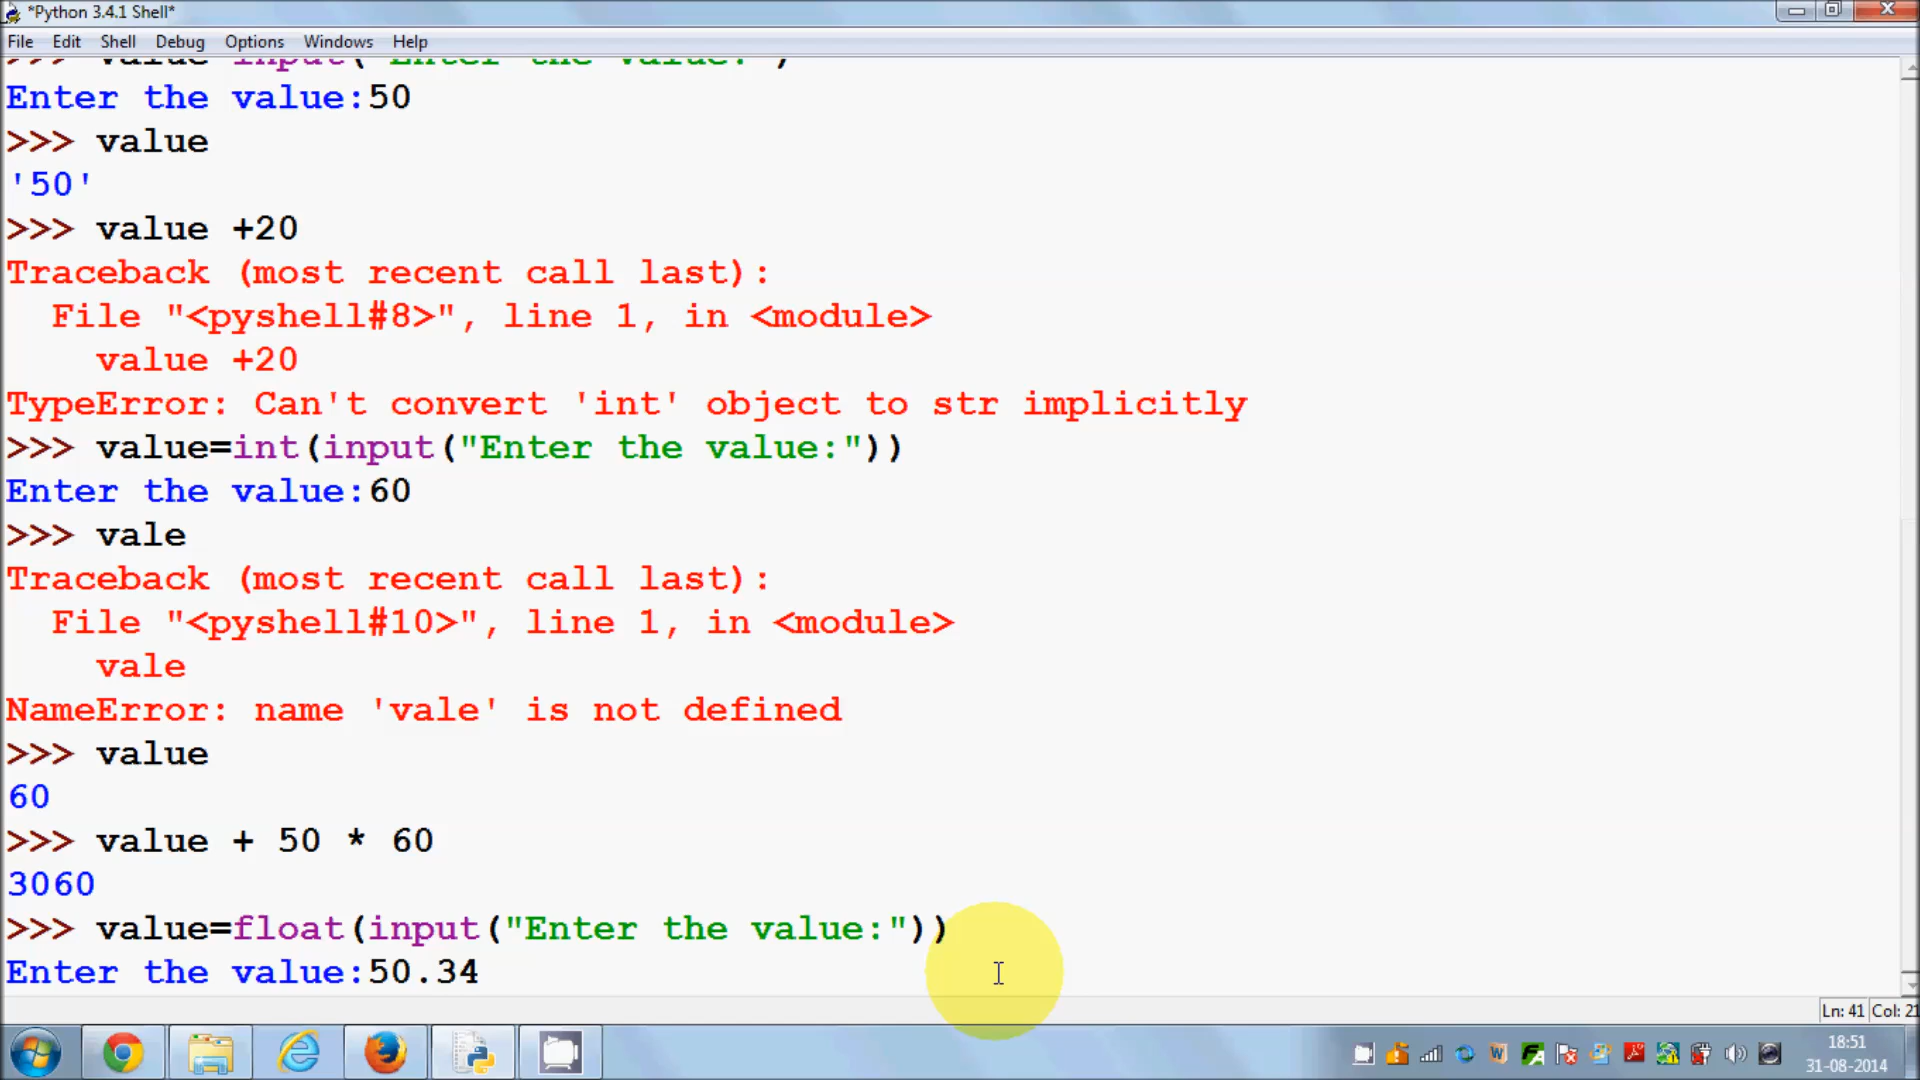 *Python 3.4.1 Shell*
File Edit Shell Debug Options Windows Help
>>> value input("Enter the value:")
Enter the value:50
>>> value
'50'
>>> value +20
Traceback (most recent call last):
  File "<pyshell#8>", line 1, in <module>
    value +20
TypeError: Can't convert 'int' object to str implicitly
>>> value=int(input("Enter the value:"))
Enter the value:60
>>> vale
Traceback (most recent call last):
  File "<pyshell#10>", line 1, in <module>
    vale
NameError: name 'vale' is not defined
>>> value
60
>>> value + 50 * 60
3060
>>> value=float(input("Enter the value:"))
Enter the value:50.34
Ln: 41 Col: 21
18:51
31-08-2014